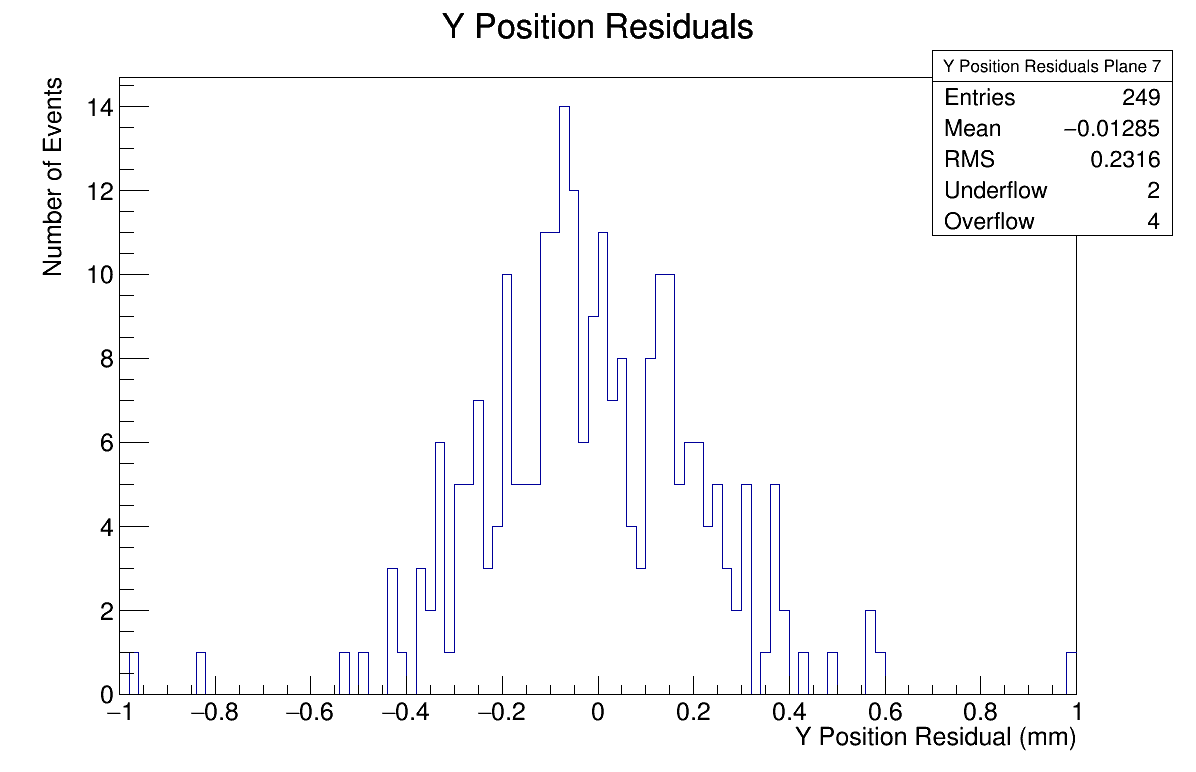 Y Position Residuals
Number of Events
Y Position Residuals Plane 7
Entries 249
Mean −0.01285
RMS 0.2316
Underflow 2
Overflow 4
14
12
10
8
6
4
2
0
−1 −0.8 −0.6 −0.4 −0.2 0 0.2 0.4 0.6 0.8 1
Y Position Residual (mm)